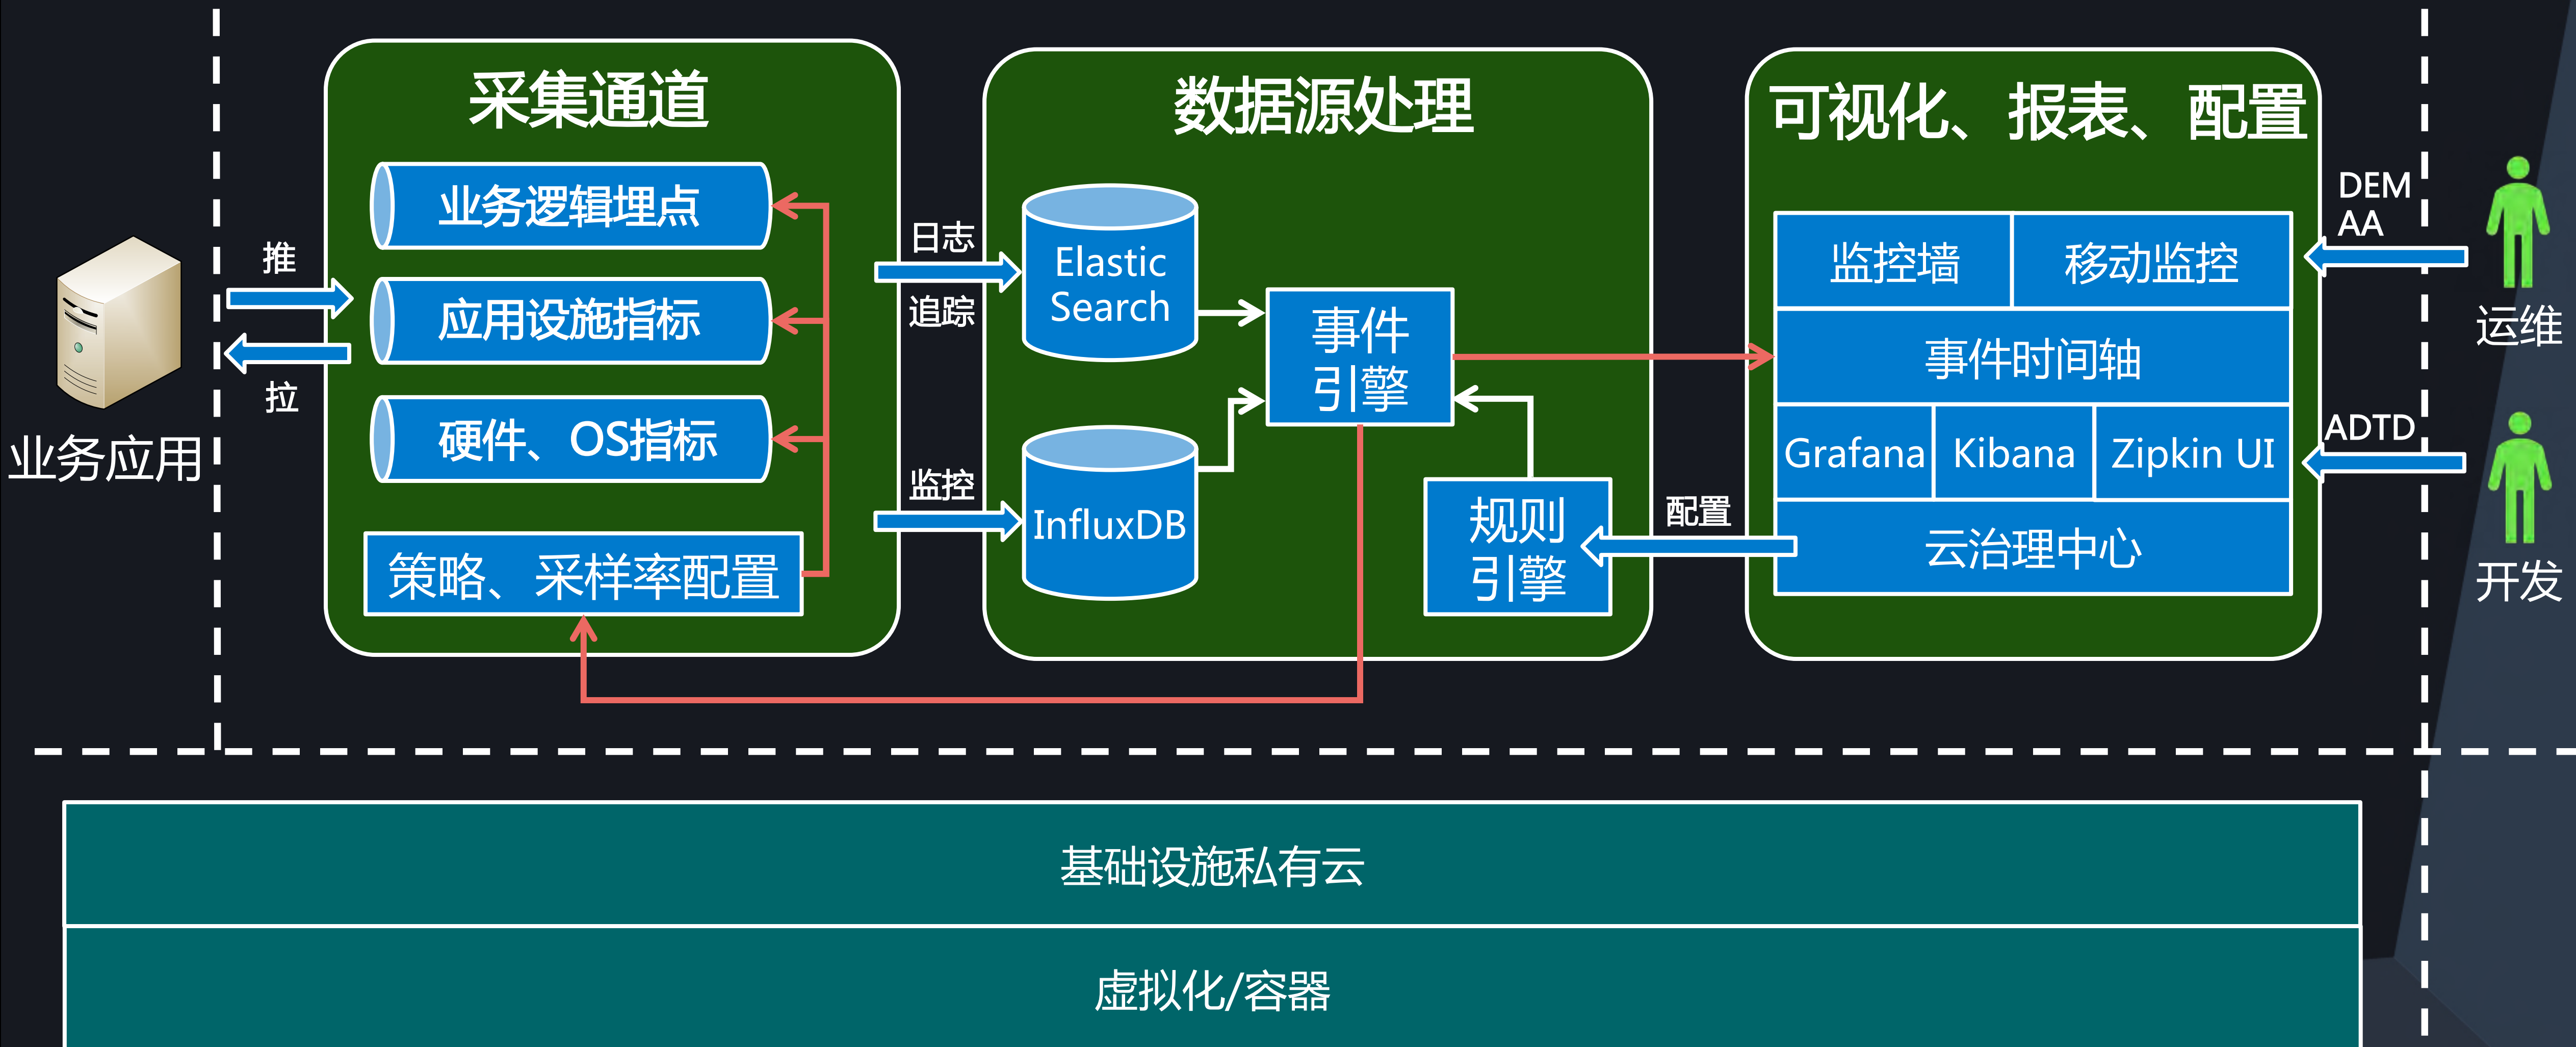 采集通道
数据源处理
可视化、报表、配置
业务逻辑埋点
应用设施指标
硬件、OS指标
策略、采样率配置
推
拉
业务应用
日志
追踪
监控
Elastic
Search
InfluxDB
事件
引擎
规则
引擎
配置
监控墙
移动监控
事件时间轴
Grafana
Kibana
Zipkin UI
云治理中心
DEM
AA
运维
ADTD
开发
基础设施私有云
虚拟化/容器